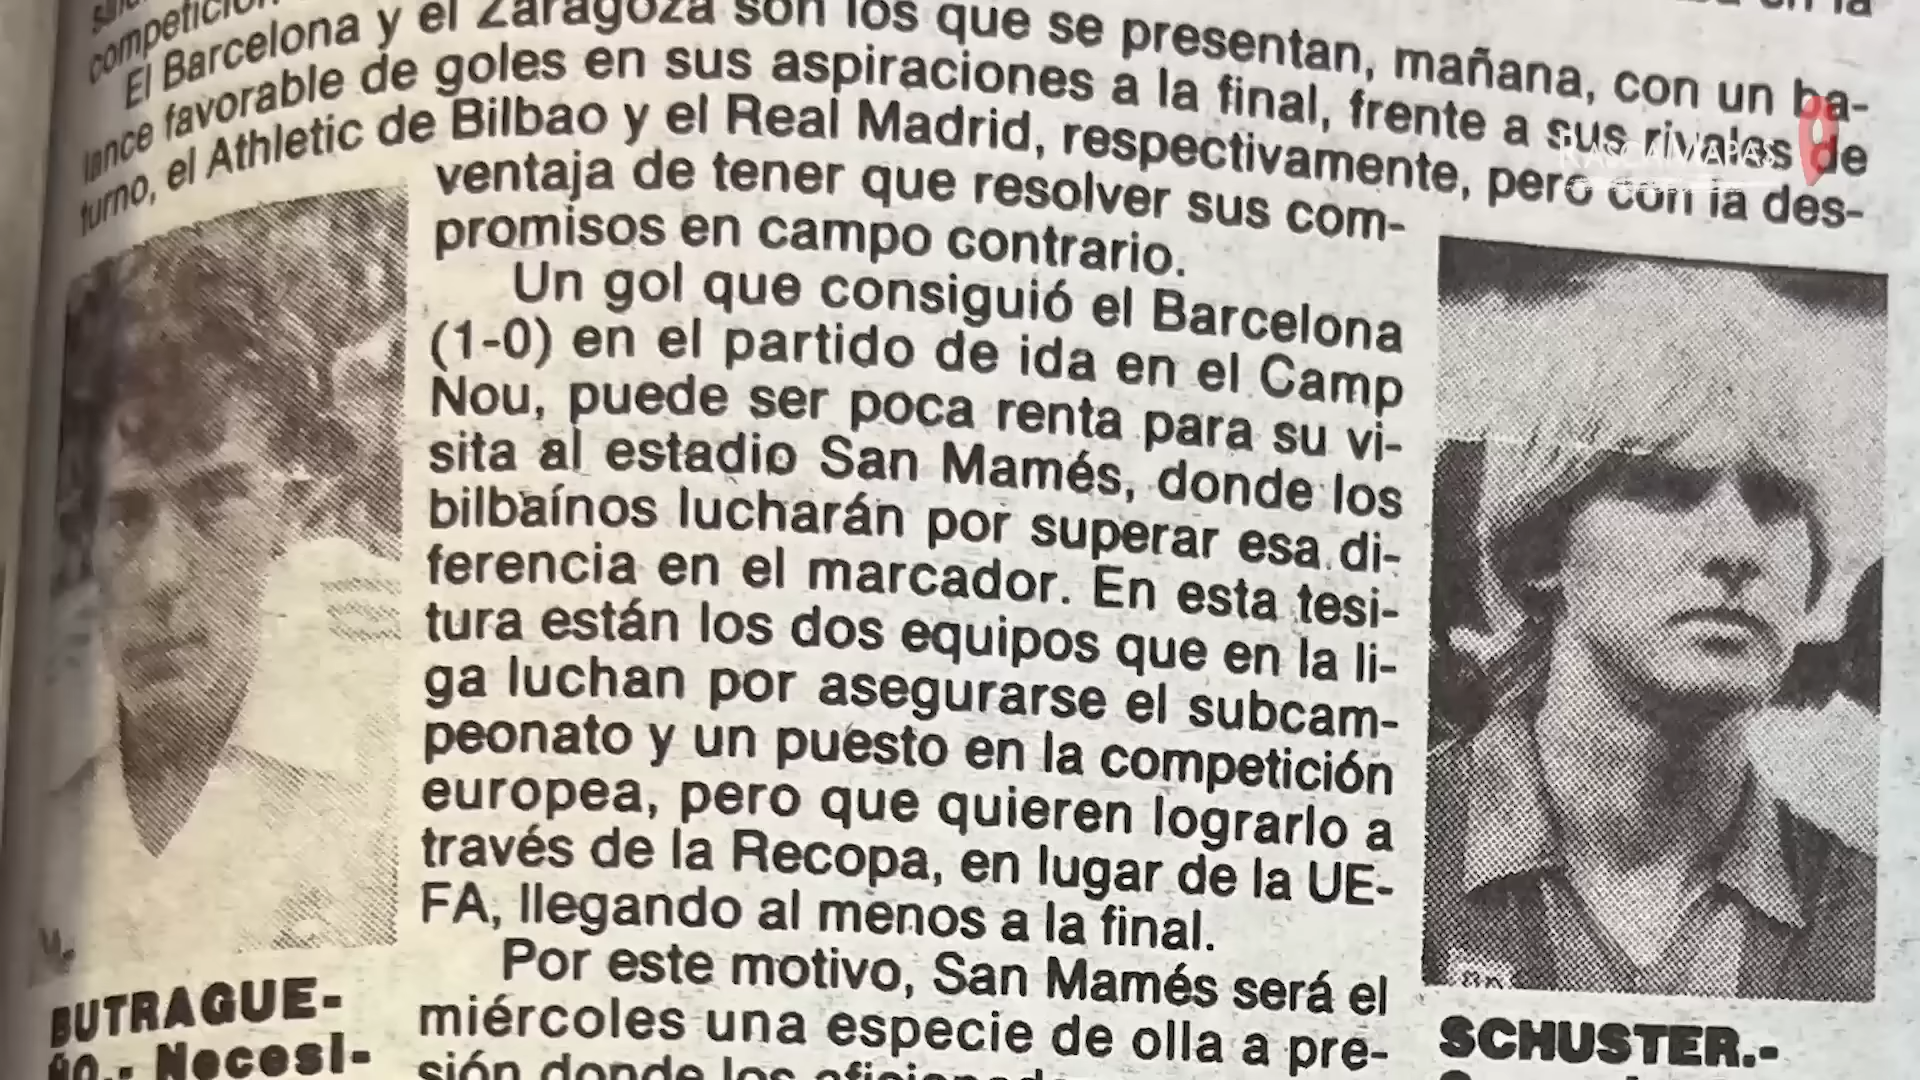 competición
El Barcelona y el Zaragoza son los que se presentan, mañana, con un ba-
lance favorable de goles en sus aspiraciones a la final, frente a sus rivales de
turno, el Athletic de Bilbao y el Real Madrid, respectivamente, pero con la des-
ventaja de tener que resolver sus com-
promisos en campo contrario.
Un gol que consiguió el Barcelona
(1-0) en el partido de ida en el Camp
Nou, puede ser poca renta para su vi-
sita al estadio San Mamés, donde los
bilbaínos lucharán por superar esa di-
ferencia en el marcador. En esta tesi-
tura están los dos equipos que en la li-
ga luchan por asegurarse el subcam-
peonato y un puesto en la competición
europea, pero que quieren lograrlo a
través de la Recopa, en lugar de la UE-
FA, llegando al menos a la final.
Por este motivo, San Mamés será el
miércoles una especie de olla a pre-
sión donde los
BUTRAGUE-
ÑO.- Necesi-
SCHUSTER.-
RASCAMAPAS